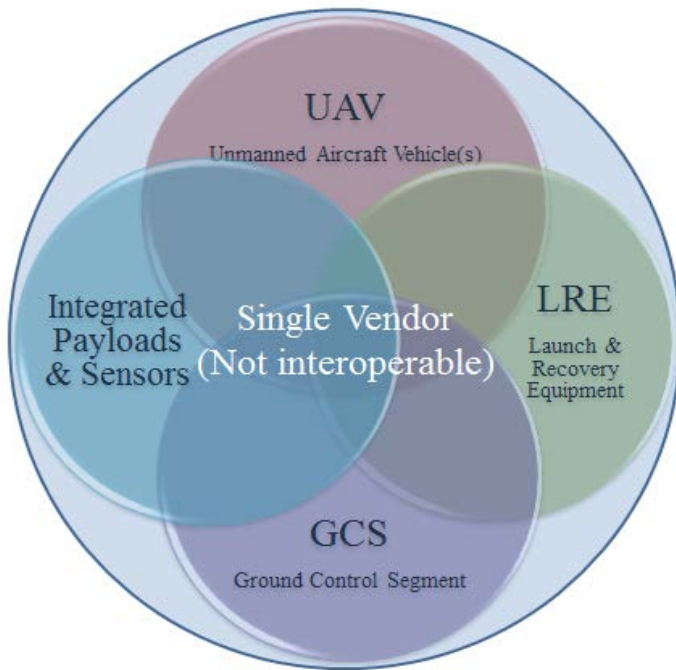 UAV
Unmanned Aircraft Vehicle(s)
Integrated
Payloads
& Sensors
Single Vendor
(Not interoperable)
LRE
Launch &
Recovery
Equipment
GCS
Ground Control Segment